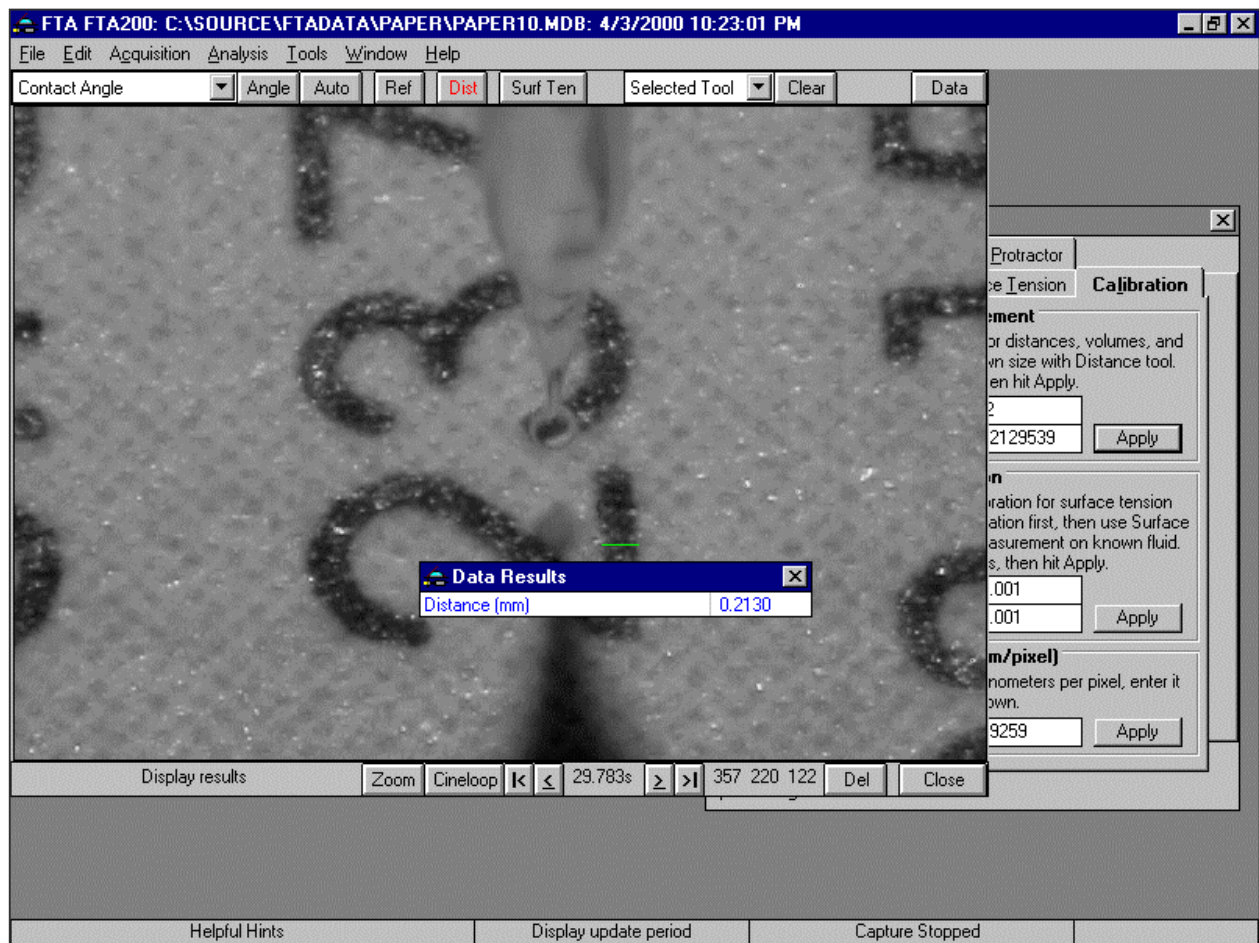 FTA FTA200: C:\SOURCE\FTADATA\PAPER\PAPER10.MDB: 4/3/2000 10:23:01 PM
File Edit Acquisition Analysis Tools Window Help
Contact Angle Angle Auto Ref Dist Surf Ten Selected Tool Clear Data
3
2
Protractor
ce Tension Calibration
ement
or distances, volumes, and
wn size with Distance tool.
en hit Apply.
2
2129539 Apply
n
ration for surface tension
ation first, then use Surface
asurement on known fluid.
s, then hit Apply.
.001
.001 Apply
m/pixel)
nometers per pixel, enter it
own.
9259 Apply
Data Results
Distance (mm) 0.2130
Display results Zoom Cineloop |< < 29.783s > >| 357 220 122 Del Close
Helpful Hints Display update period Capture Stopped